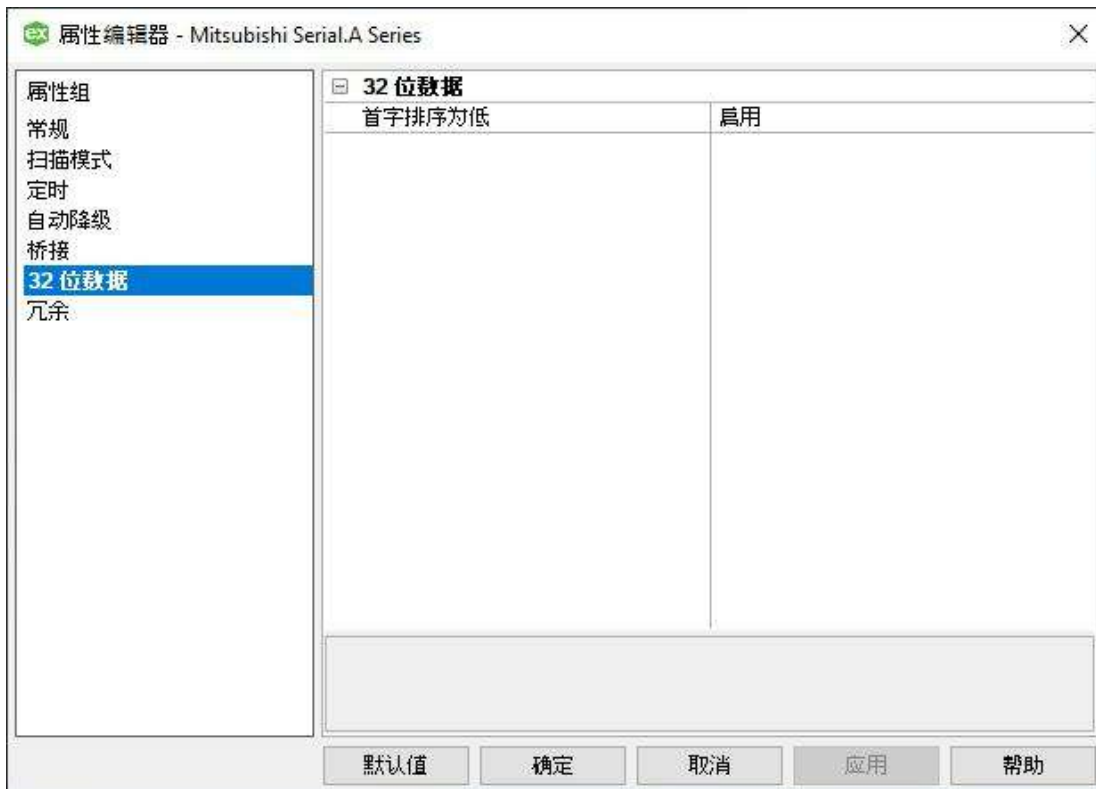 属性编辑器 - Mitsubishi Serial.A Series
属性组
常规
扫描模式
定时
自动降级
桥接
32 位数据
冗余
32 位数据
首字排序为低 启用
默认值 确定 取消 应用 帮助